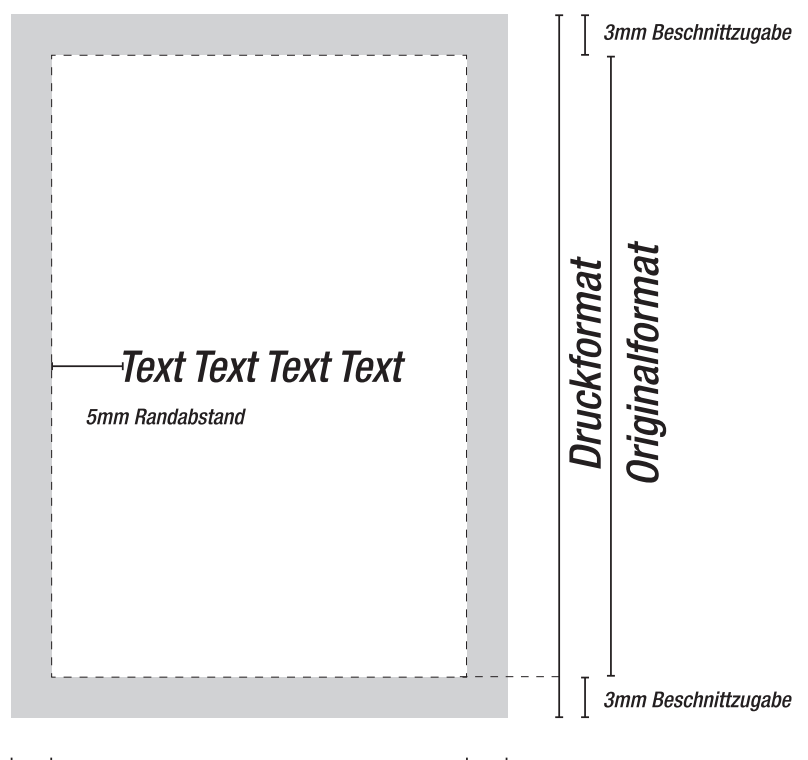 3mm Beschnittzugabe
Druckformat
Originalformat
Text Text Text Text
5mm Randabstand
3mm Beschnittzugabe